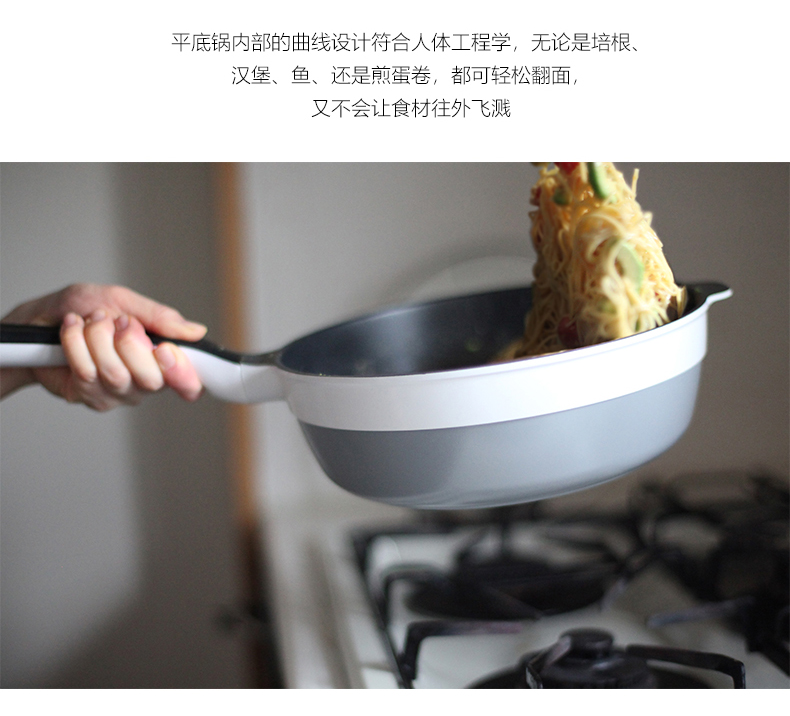 平底锅内部的曲线设计符合人体工程学，无论是培根、
汉堡、鱼、还是煎蛋卷，都可轻松翻面，
又不会让食材往外飞溅